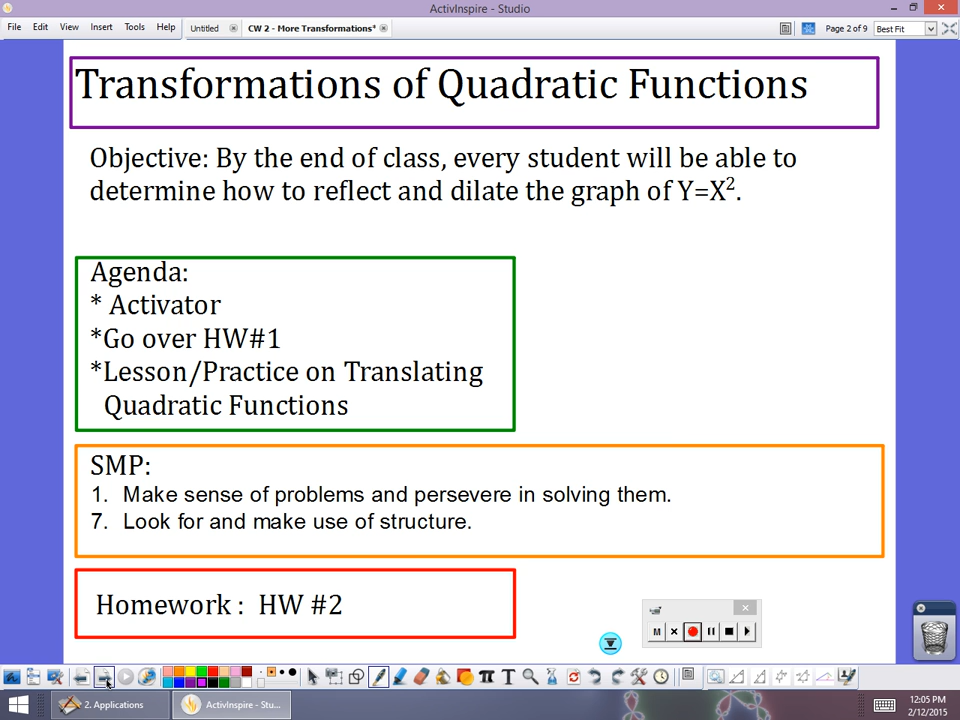 ActivInspire - Studio
File Edit View Insert Tools Help Untitled CW 2 - More Transformations* Page 2 of 9 Best Fit
Transformations of Quadratic Functions
Objective: By the end of class, every student will be able to
determine how to reflect and dilate the graph of Y=X².
Agenda:
* Activator
*Go over HW#1
*Lesson/Practice on Translating
Quadratic Functions
SMP:
1. Make sense of problems and persevere in solving them.
7. Look for and make use of structure.
Homework : HW #2
M
T
2. Applications ActivInspire - Stu...
12:05 PM
2/12/2015